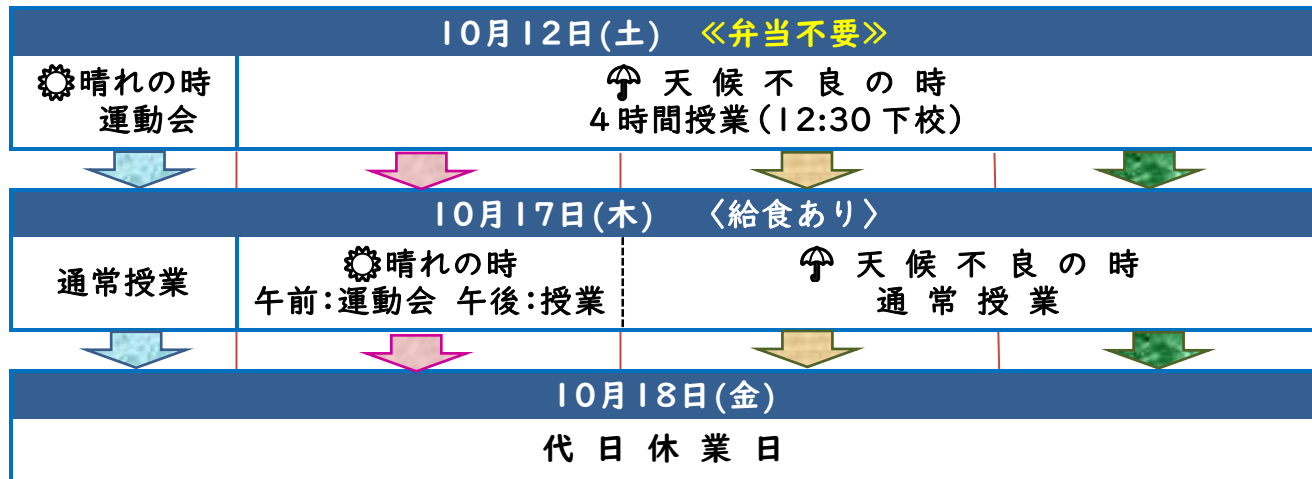 10月12日(土) ≪弁当不要≫
晴れの時
運動会
天候不良の時
4時間授業(12:30下校)
10月17日(木) 〈給食あり〉
通常授業
晴れの時
午前:運動会 午後:授業
天候不良の時
通常授業
10月18日(金)
代日休業日